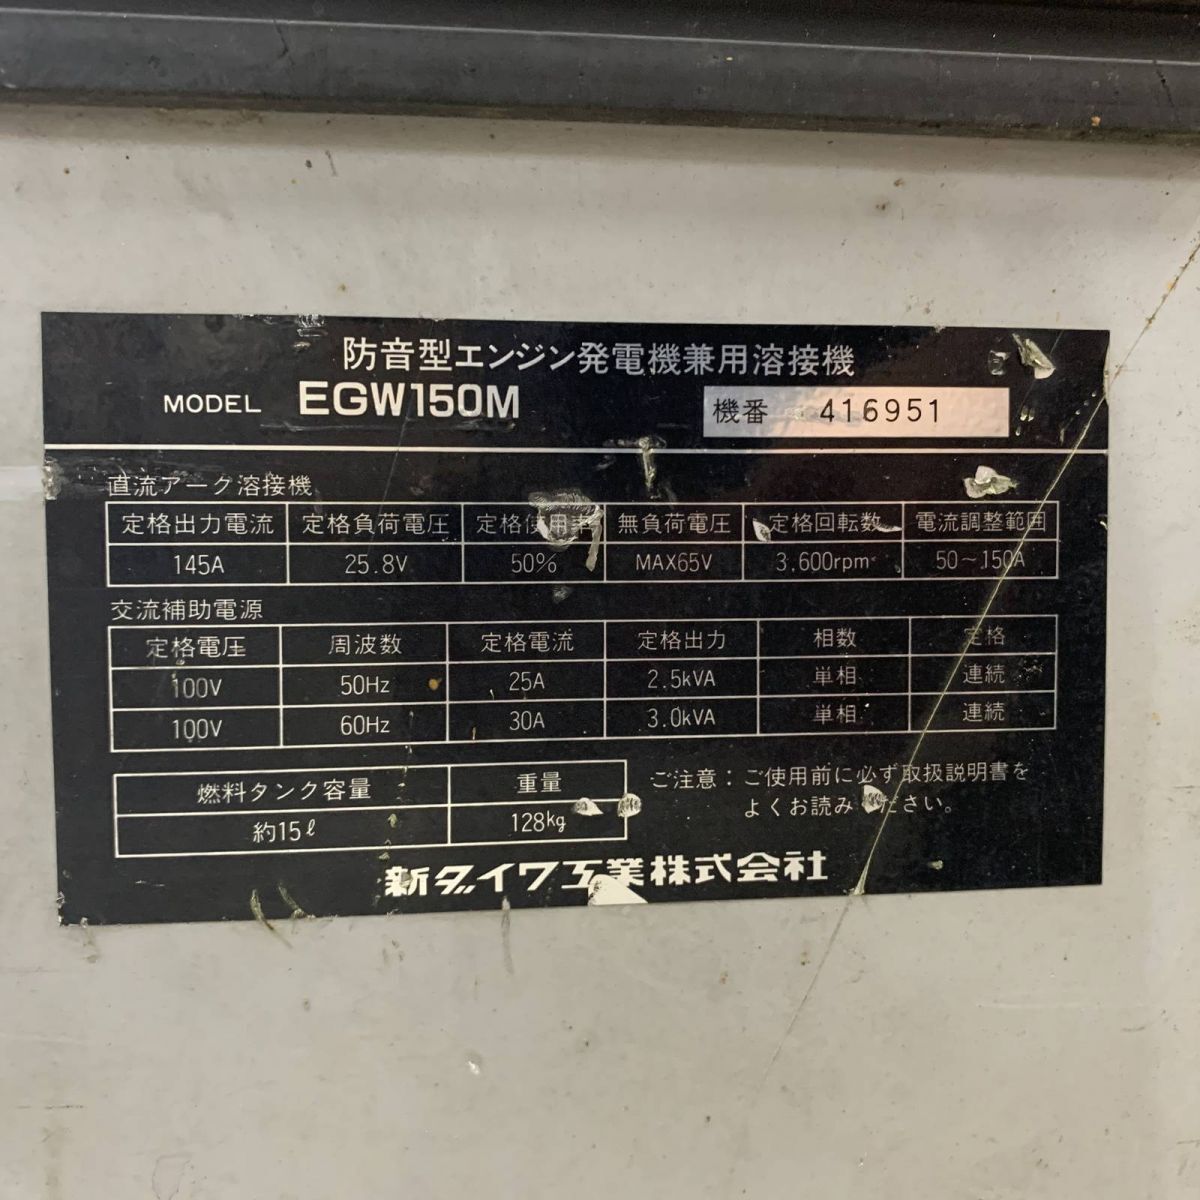 防音型エンジン発電機兼用溶接機
MODEL EGW150M 機番 416951
直流アーク溶接機
定格出力電流 定格負荷電圧 定格使用率 無負荷電圧 定格回転数 電流調整範囲
145A 25.8V 50% MAX65V 3,600rpm 50～150A
交流補助電源
定格電圧 周波数 定格電流 定格出力 相数 定格
100V 50Hz 25A 2.5kVA 単相 連続
100V 60Hz 30A 3.0kVA 単相 連続
燃料タンク容量 重量
約15ℓ 128kg
ご注意：ご使用前に必ず取扱説明書を
よくお読みください。
新ダイワ工業株式会社